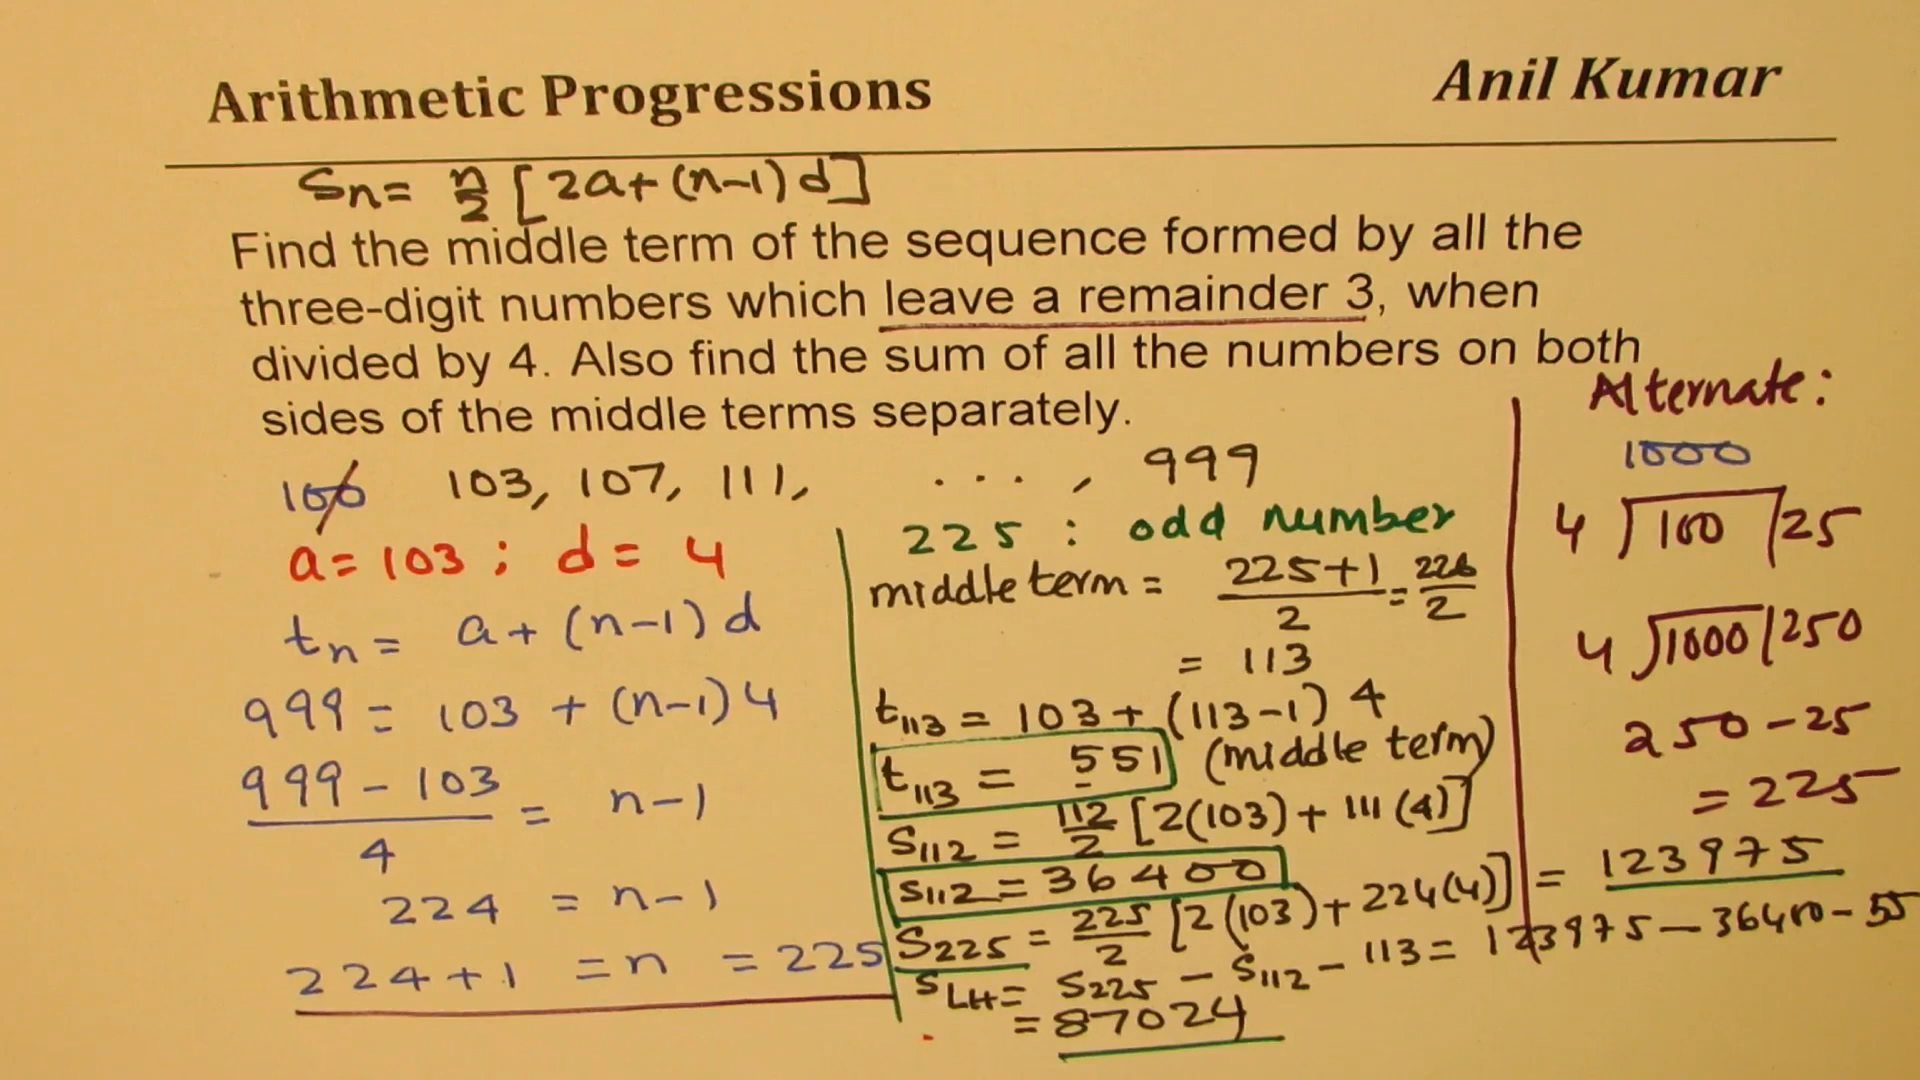 Arithmetic Progressions
Anil Kumar
Sn= n/2 [2a+(n-1)d]
Find the middle term of the sequence formed by all the
three-digit numbers which leave a remainder 3, when
divided by 4. Also find the sum of all the numbers on both
sides of the middle terms separately.
100 103, 107, 111, . . . , 999
a=103 ; d= 4
tn= a+(n-1)d
999= 103 + (n-1)4
999-103/4 = n-1
224 = n-1
224+1 =n =225
225 : odd number
middle term = 225+1/2 = 226/2
= 113
t113 = 103+(113-1)4
t113 = 551 (middle term)
S112 = 112/2 [2(103)+111(4)]
S112 = 36400
S225 = 225/2 [2(103)+224(4)] = 123975
SLH= S225 - S112 - 113= 123975-36400-55
= 87024
Alternate:
1000
4 100 25
4 1000 250
250-25
= 225